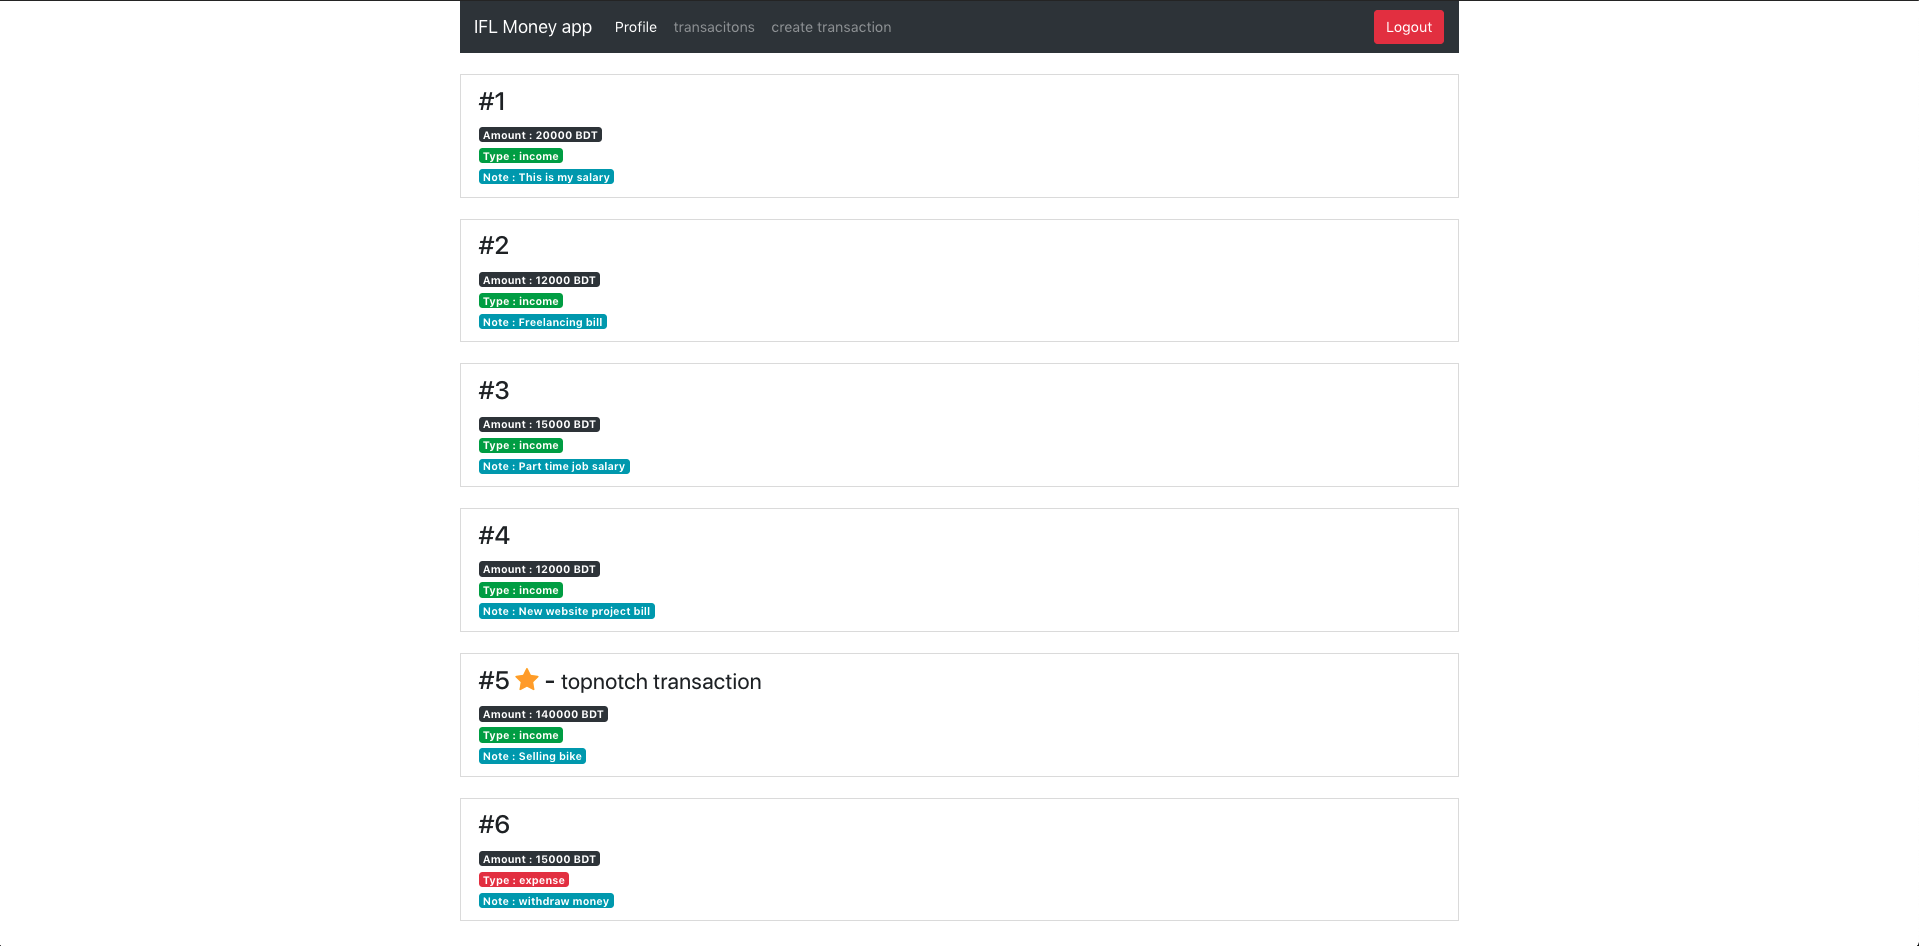 IFL Money app Profile transacitons create transaction Logout
#1
Amount : 20000 BDT
Type : income
Note : This is my salary
#2
Amount : 12000 BDT
Type : income
Note : Freelancing bill
#3
Amount : 15000 BDT
Type : income
Note : Part time job salary
#4
Amount : 12000 BDT
Type : income
Note : New website project bill
#5 - topnotch transaction
Amount : 140000 BDT
Type : income
Note : Selling bike
#6
Amount : 15000 BDT
Type : expense
Note : withdraw money